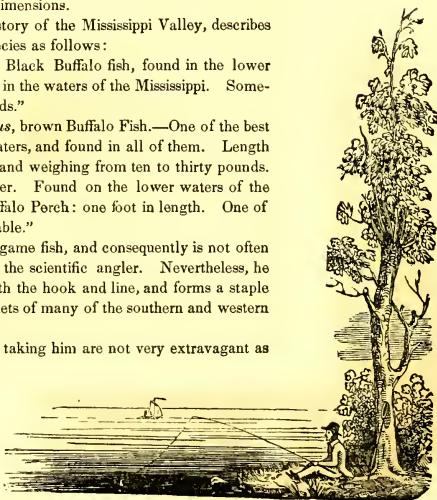 imensions.
story of the Mississippi Valley, describes
cies as follows:
Black Buffalo fish, found in the lower
in the waters of the Mississippi. Some-
ds."
us, brown Buffalo Fish.—One of the best
aters, and found in all of them. Length
and weighing from ten to thirty pounds.
er. Found on the lower waters of the
ffalo Perch: one foot in length. One of
able."
game fish, and consequently is not often
the scientific angler. Nevertheless, he
th the hook and line, and forms a staple
ets of many of the southern and western
taking him are not very extravagant as